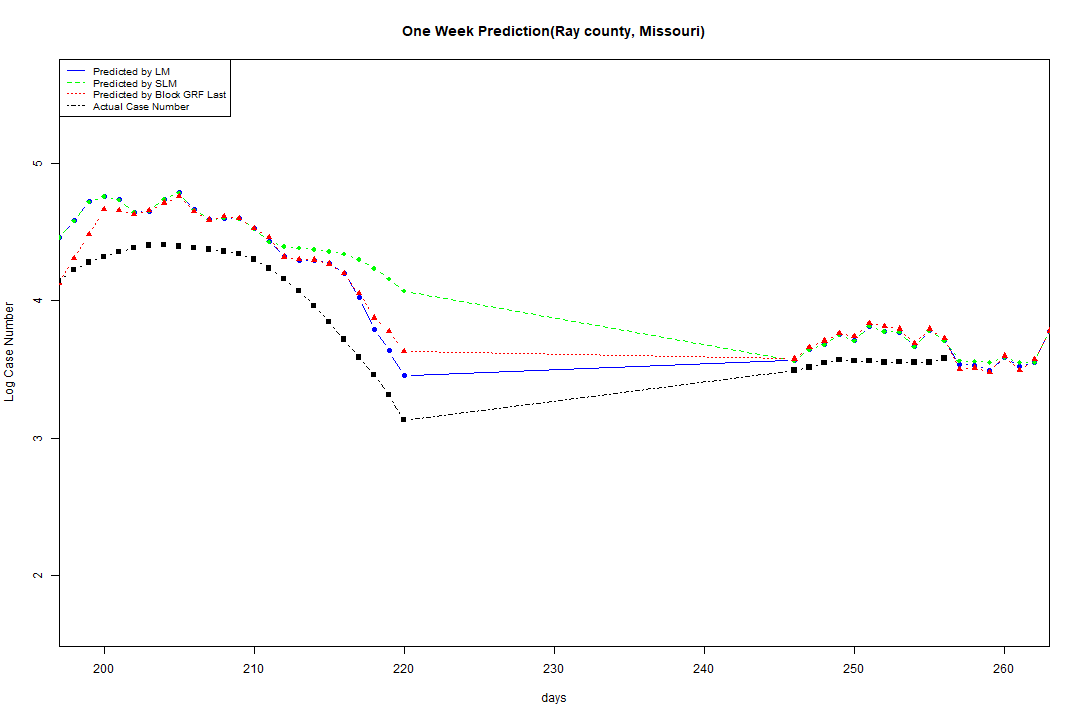 One Week Prediction(Ray county, Missouri)
Predicted by LM
Predicted by SLM
Predicted by Block GRF Last
Actual Case Number
5
4
3
2
Log Case Number
200 210 220 230 240 250 260
days